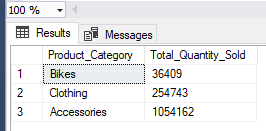 100 %
Results Messages
Product_Category Total_Quantity_Sold
1 Bikes 36409
2 Clothing 254743
3 Accessories 1054162